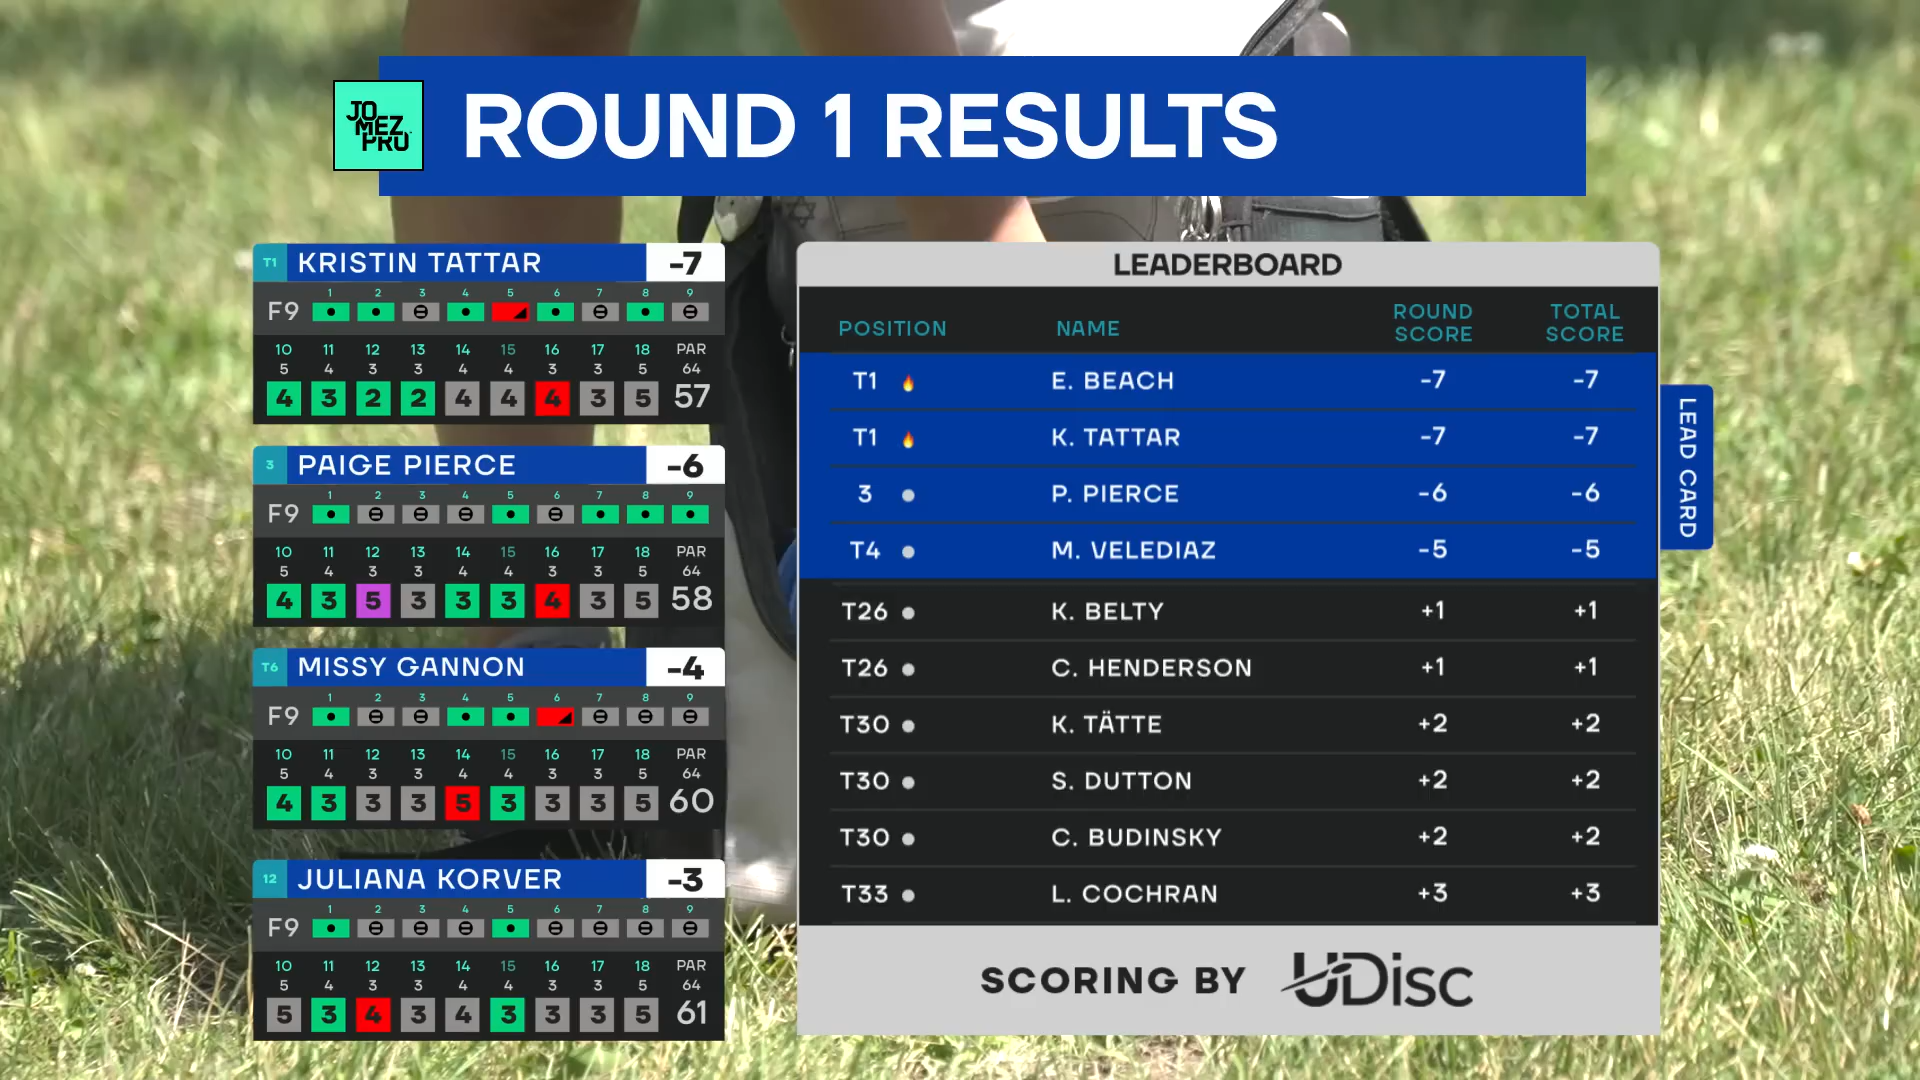 JOMEZPRO
ROUND 1 RESULTS
T1 KRISTIN TATTAR -7
1 2 3 4 5 6 7 8 9
F9
10 11 12 13 14 15 16 17 18 PAR
5 4 3 3 4 4 3 3 5 64
4 3 2 2 4 4 4 3 5 57
3 PAIGE PIERCE -6
1 2 3 4 5 6 7 8 9
F9
10 11 12 13 14 15 16 17 18 PAR
5 4 3 3 4 4 3 3 5 64
4 3 5 3 3 3 4 3 5 58
T6 MISSY GANNON -4
1 2 3 4 5 6 7 8 9
F9
10 11 12 13 14 15 16 17 18 PAR
5 4 3 3 4 4 3 3 5 64
4 3 3 3 5 3 3 3 5 60
12 JULIANA KORVER -3
1 2 3 4 5 6 7 8 9
F9
10 11 12 13 14 15 16 17 18 PAR
5 4 3 3 4 4 3 3 5 64
5 3 4 3 4 3 3 3 5 61
LEADERBOARD
POSITION NAME ROUND SCORE TOTAL SCORE
T1 E. BEACH -7 -7
T1 K. TATTAR -7 -7
3 P. PIERCE -6 -6
T4 M. VELEDIAZ -5 -5
LEAD CARD
T26 K. BELTY +1 +1
T26 C. HENDERSON +1 +1
T30 K. TÄTTE +2 +2
T30 S. DUTTON +2 +2
T30 C. BUDINSKY +2 +2
T33 L. COCHRAN +3 +3
SCORING BY UDisc